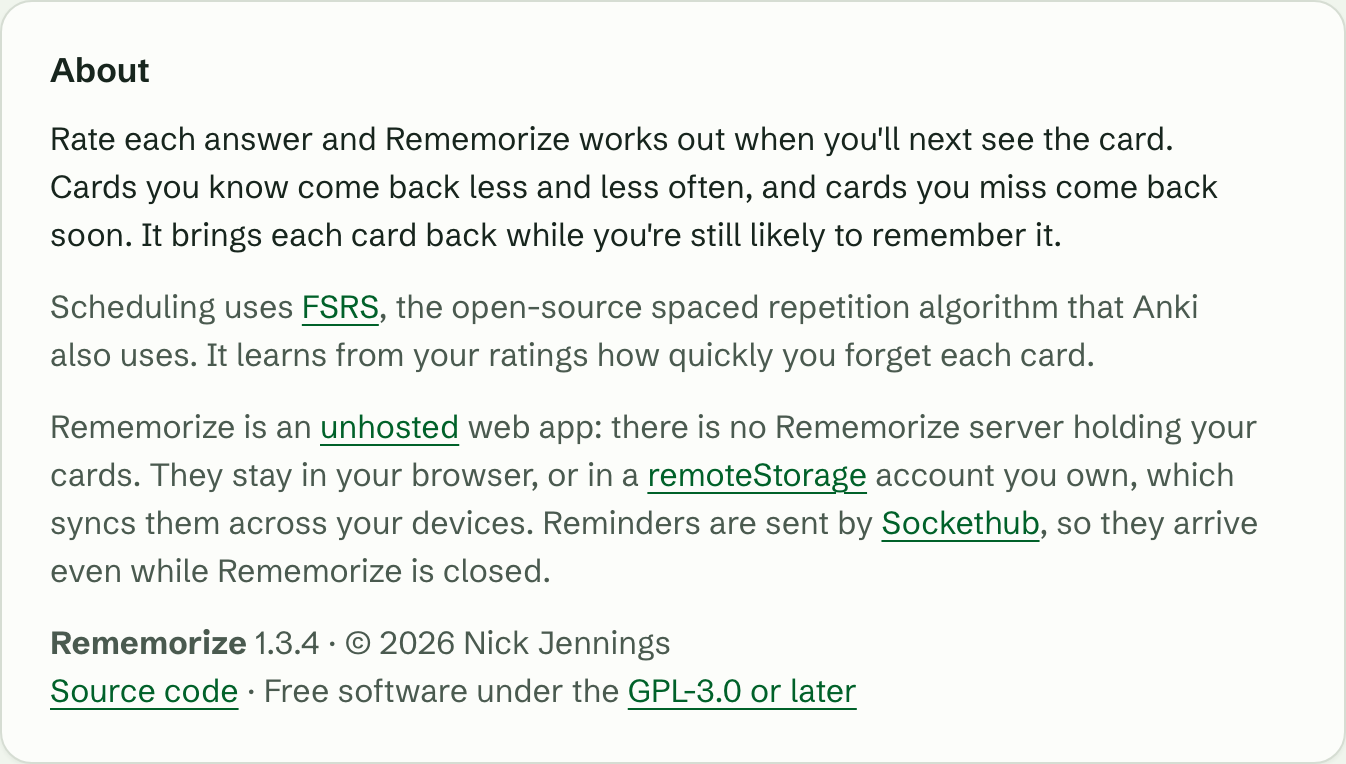 About
Rate each answer and Rememorize works out when you'll next see the card.
Cards you know come back less and less often, and cards you miss come back
soon. It brings each card back while you're still likely to remember it.
Scheduling uses FSRS, the open-source spaced repetition algorithm that Anki
also uses. It learns from your ratings how quickly you forget each card.
Rememorize is an unhosted web app: there is no Rememorize server holding your
cards. They stay in your browser, or in a remoteStorage account you own, which
syncs them across your devices. Reminders are sent by Sockethub, so they arrive
even while Rememorize is closed.
Rememorize 1.3.4 · © 2026 Nick Jennings
Source code · Free software under the GPL-3.0 or later